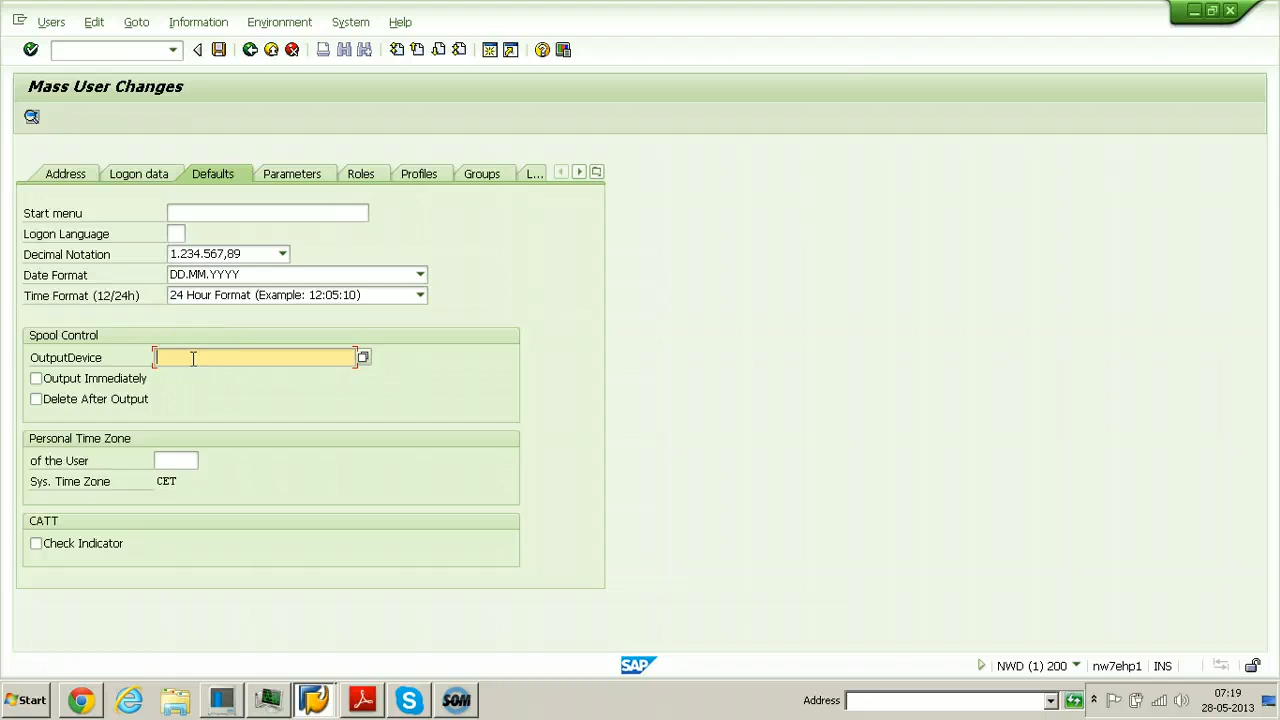 Users Edit Goto Information Environment System Help
Mass User Changes
Address Logon data Defaults Parameters Roles Profiles Groups L...
Start menu
Logon Language
Decimal Notation 1.234.567,89
Date Format DD.MM.YYYY
Time Format (12/24h) 24 Hour Format (Example: 12:05:10)
Spool Control
OutputDevice
Output Immediately
Delete After Output
Personal Time Zone
of the User
Sys. Time Zone CET
CATT
Check Indicator
SAP NWD (1) 200 nw7ehp1 INS
Start S SOM Address 07:19
28-05-2013